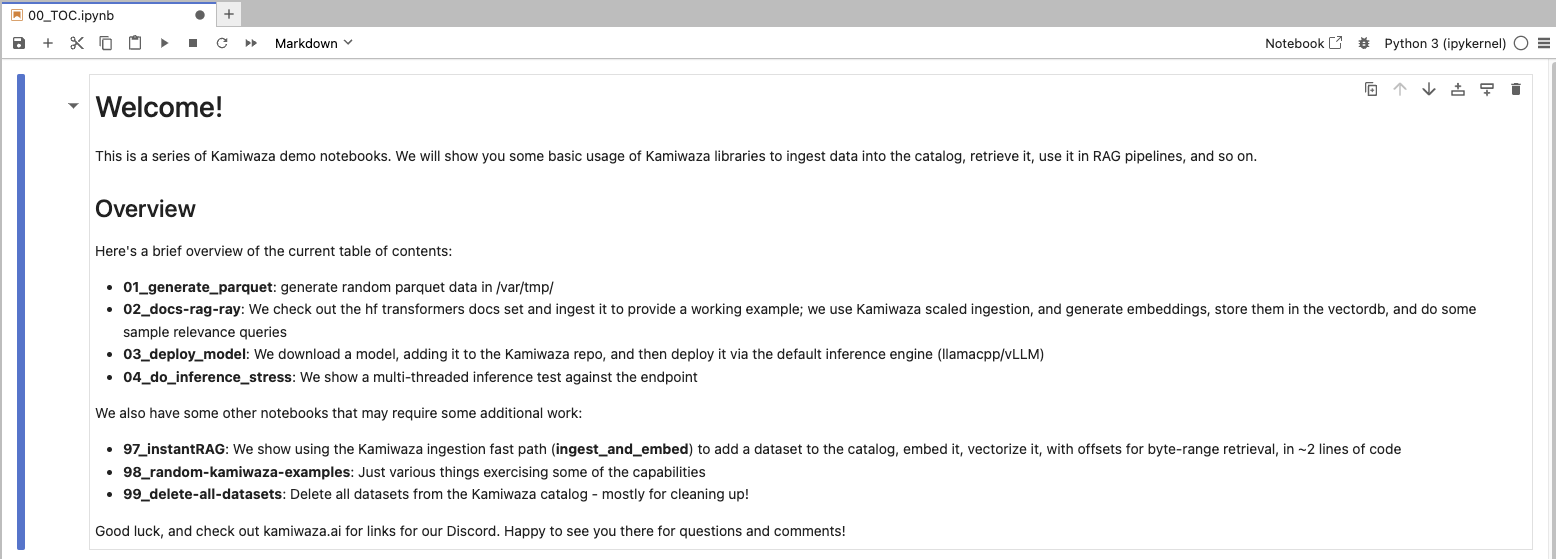 00_TOC.ipynb
Markdown
Notebook
Python 3 (ipykernel)
Welcome!
This is a series of Kamiwaza demo notebooks. We will show you some basic usage of Kamiwaza libraries to ingest data into the catalog, retrieve it, use it in RAG pipelines, and so on.
Overview
Here's a brief overview of the current table of contents:
• 01_generate_parquet: generate random parquet data in /var/tmp/
• 02_docs-rag-ray: We check out the hf transformers docs set and ingest it to provide a working example; we use Kamiwaza scaled ingestion, and generate embeddings, store them in the vectordb, and do some
sample relevance queries
• 03_deploy_model: We download a model, adding it to the Kamiwaza repo, and then deploy it via the default inference engine (llamacpp/vLLM)
• 04_do_inference_stress: We show a multi-threaded inference test against the endpoint
We also have some other notebooks that may require some additional work:
• 97_instantRAG: We show using the Kamiwaza ingestion fast path (ingest_and_embed) to add a dataset to the catalog, embed it, vectorize it, with offsets for byte-range retrieval, in ~2 lines of code
• 98_random-kamiwaza-examples: Just various things exercising some of the capabilities
• 99_delete-all-datasets: Delete all datasets from the Kamiwaza catalog - mostly for cleaning up!
Good luck, and check out kamiwaza.ai for links for our Discord. Happy to see you there for questions and comments!